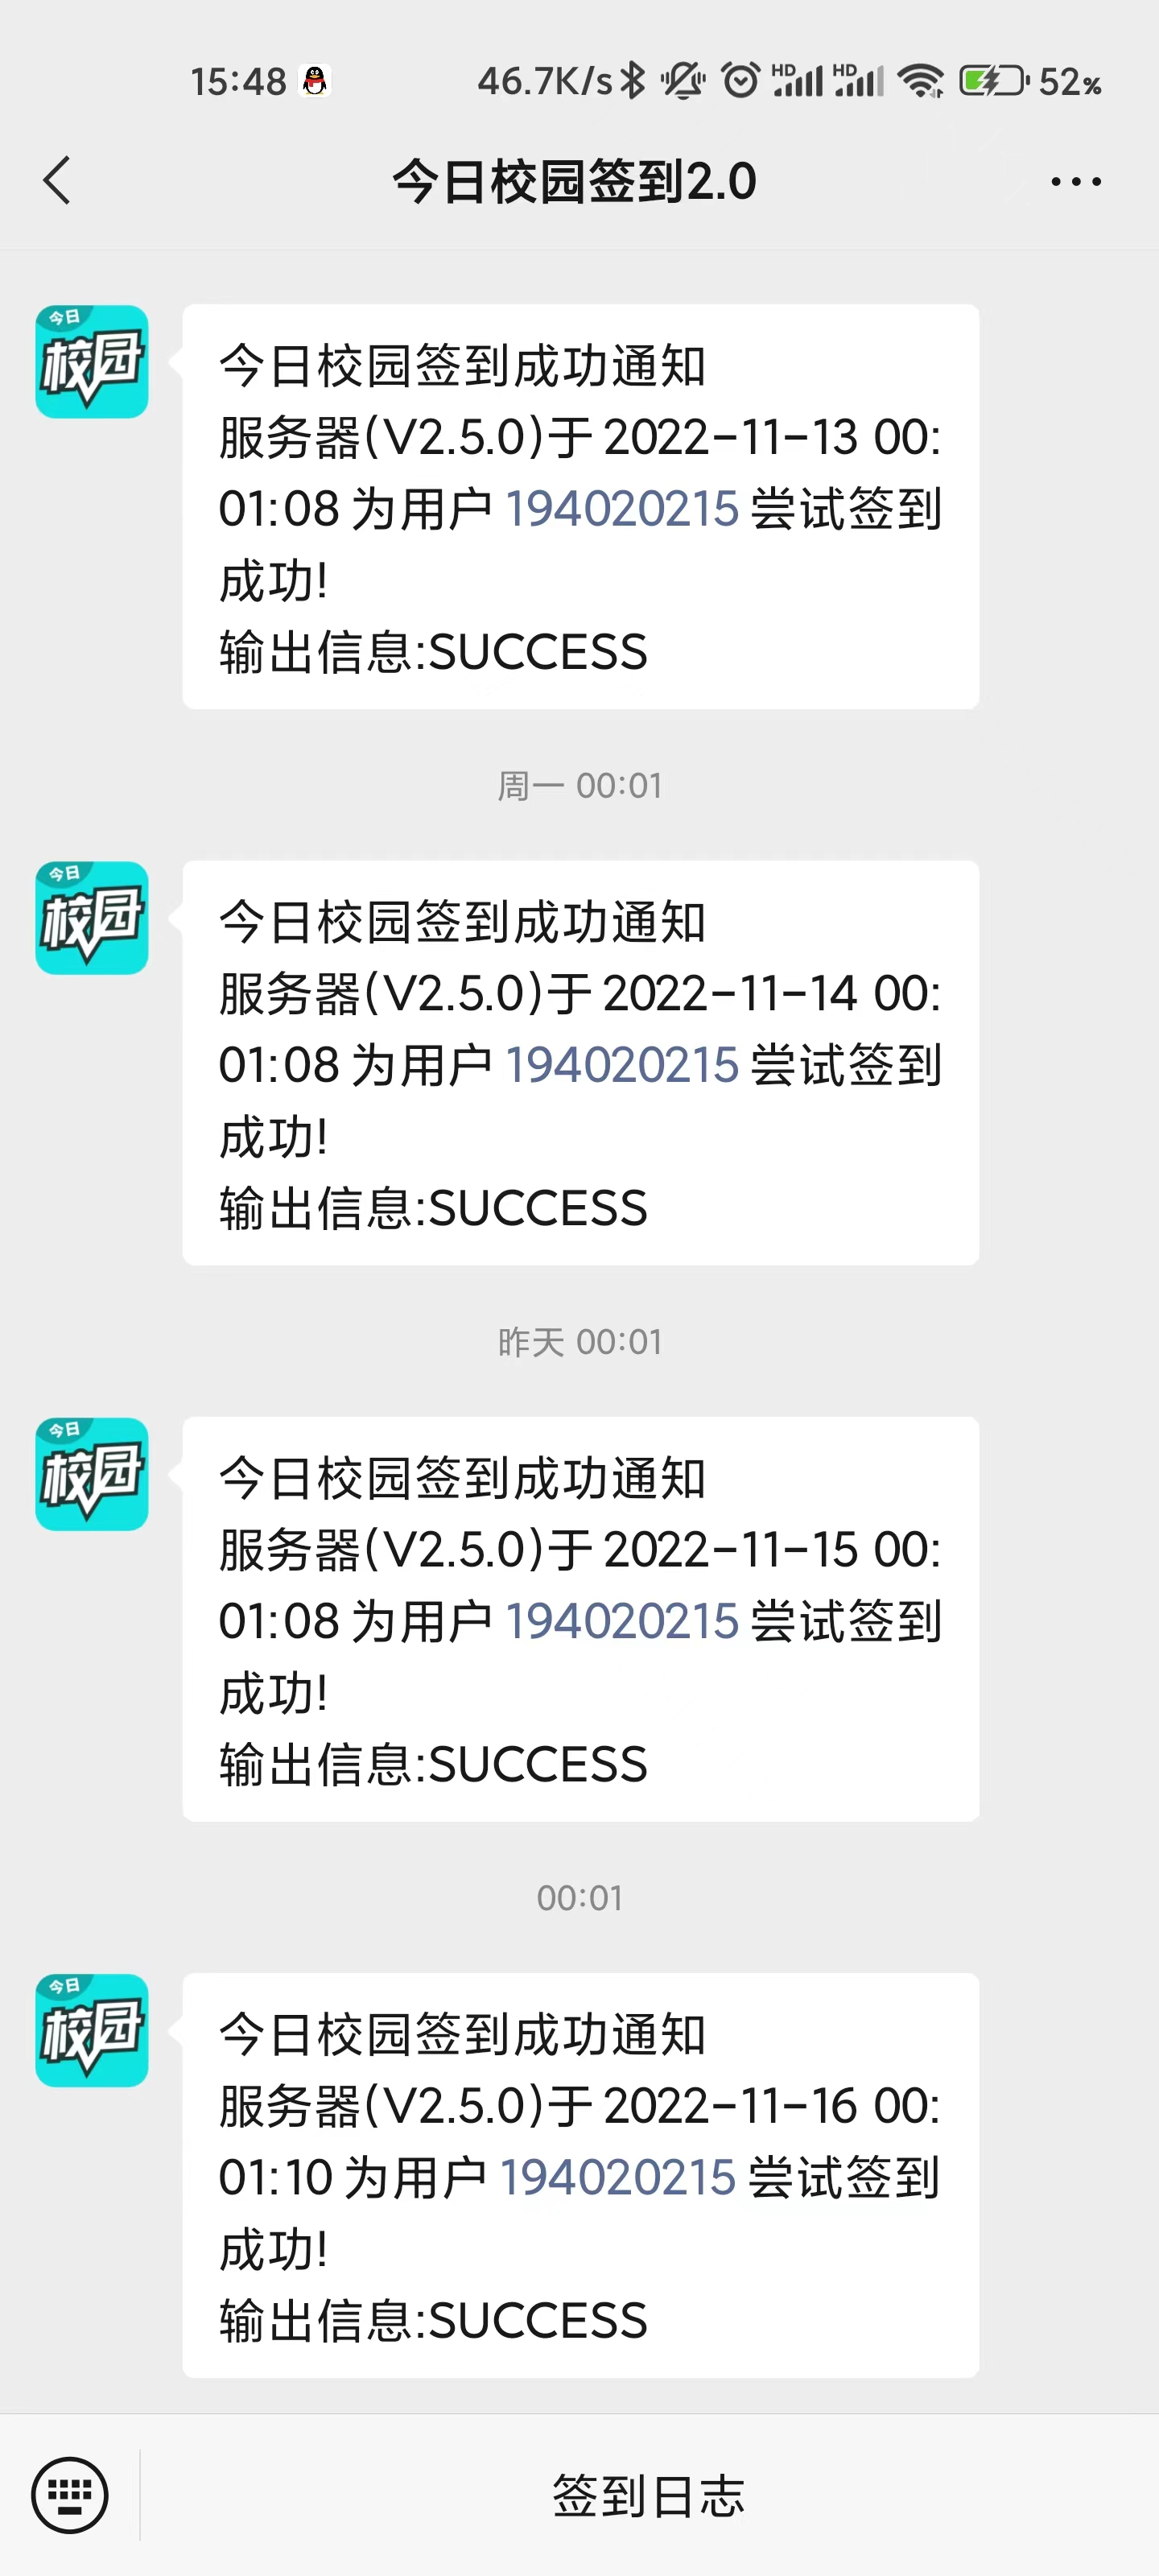 15:48 46.7K/s HD HD 52%
今日校园签到2.0
今日
校园
今日校园签到成功通知
服务器(V2.5.0)于 2022-11-13 00:
01:08 为用户 194020215 尝试签到
成功!
输出信息:SUCCESS
周一 00:01
今日
校园
今日校园签到成功通知
服务器(V2.5.0)于 2022-11-14 00:
01:08 为用户 194020215 尝试签到
成功!
输出信息:SUCCESS
昨天 00:01
今日
校园
今日校园签到成功通知
服务器(V2.5.0)于 2022-11-15 00:
01:08 为用户 194020215 尝试签到
成功!
输出信息:SUCCESS
00:01
今日
校园
今日校园签到成功通知
服务器(V2.5.0)于 2022-11-16 00:
01:10 为用户 194020215 尝试签到
成功!
输出信息:SUCCESS
签到日志